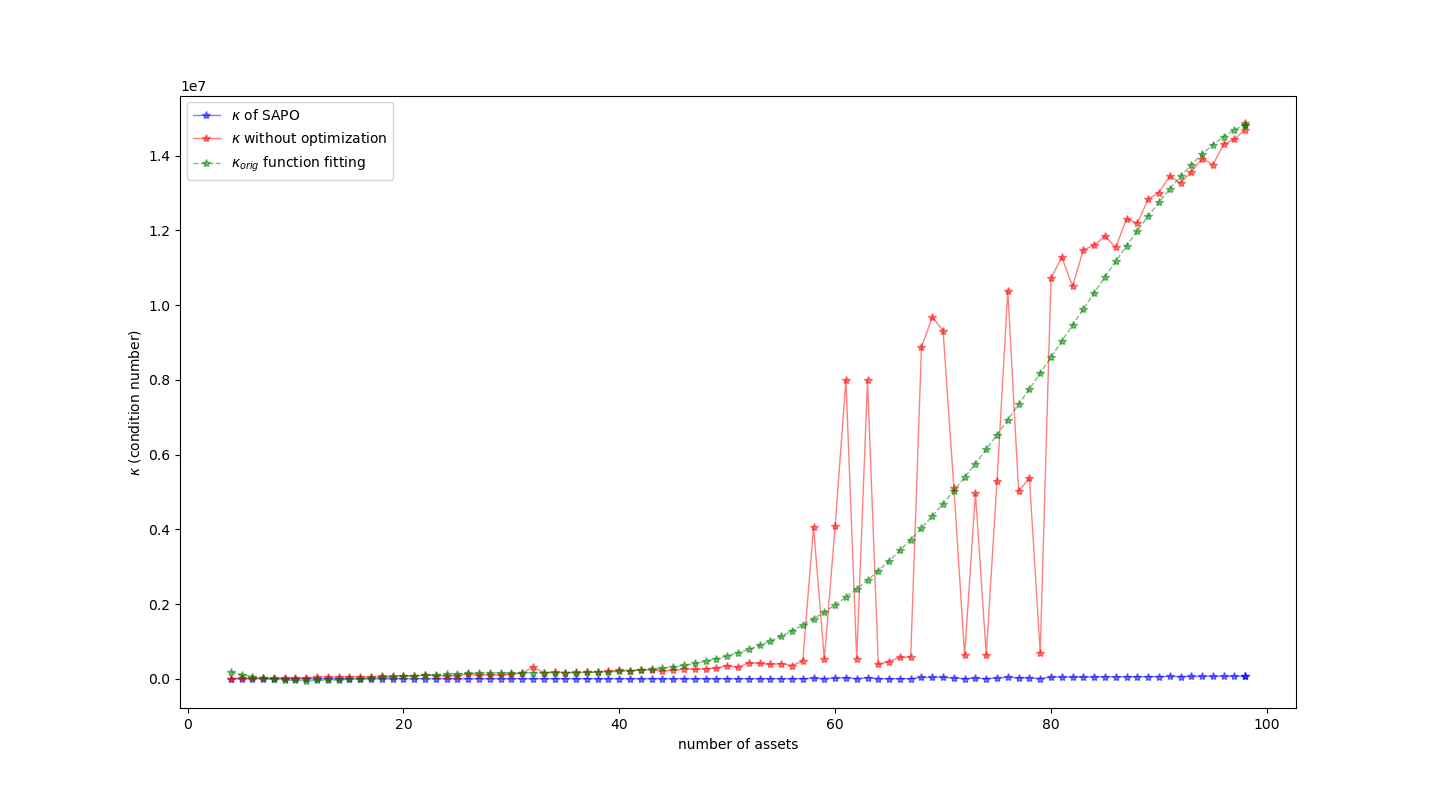 1e7
κ of SAPO
κ without optimization
κorig function fitting
1.4
1.2
1.0
0.8
0.6
0.4
0.2
0.0
κ (condition number)
0 20 40 60 80 100
number of assets